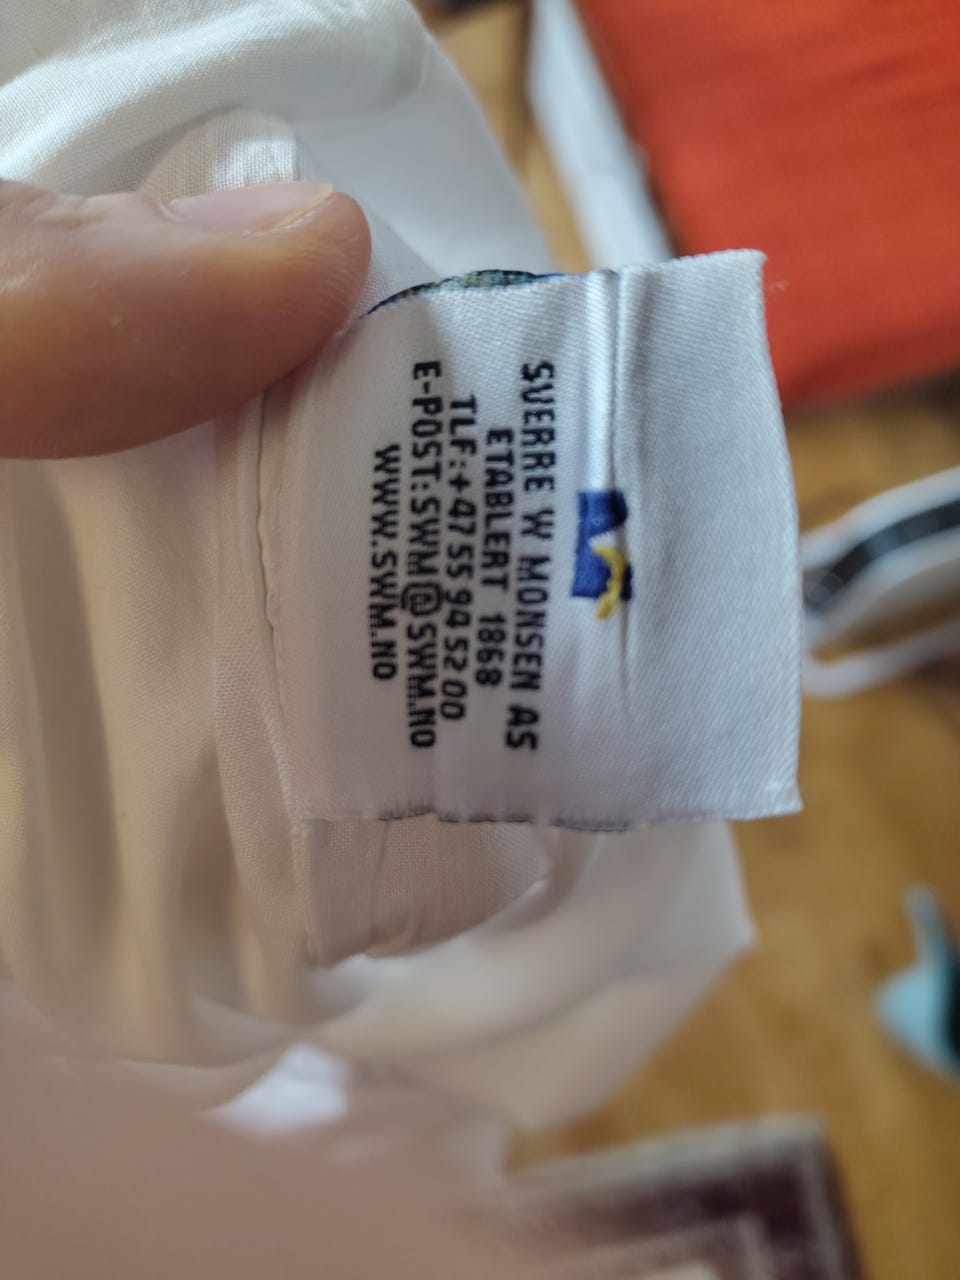 SVERRE W MONSEN AS
ETABLERT 1868
TLF:+47 55 94 52 00
E-POST:SWM@SWM.NO
WWW.SWM.NO